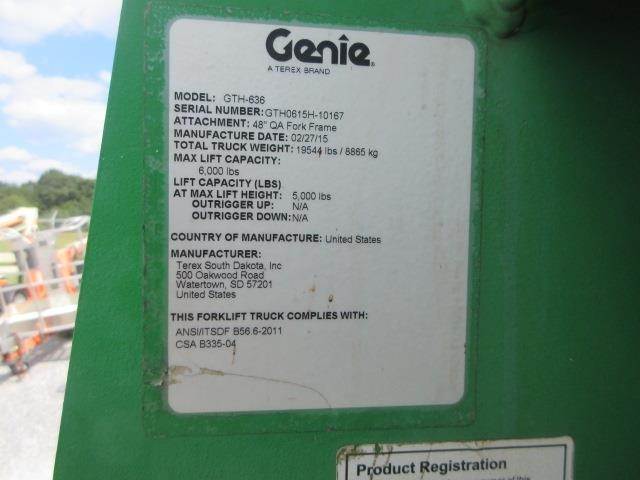 Genie®
A TEREX BRAND
MODEL: GTH-636
SERIAL NUMBER: GTH0615H-10167
ATTACHMENT: 48" QA Fork Frame
MANUFACTURE DATE: 02/27/15
TOTAL TRUCK WEIGHT: 19544 lbs / 8865 kg
MAX LIFT CAPACITY:
6,000 lbs
LIFT CAPACITY (LBS)
AT MAX LIFT HEIGHT: 5,000 lbs
OUTRIGGER UP: N/A
OUTRIGGER DOWN: N/A
COUNTRY OF MANUFACTURE: United States
MANUFACTURER:
Terex South Dakota, Inc
500 Oakwood Road
Watertown, SD 57201
United States
THIS FORKLIFT TRUCK COMPLIES WITH:
ANSI/ITSDF B56.6-2011
CSA B335-04
Product Registration